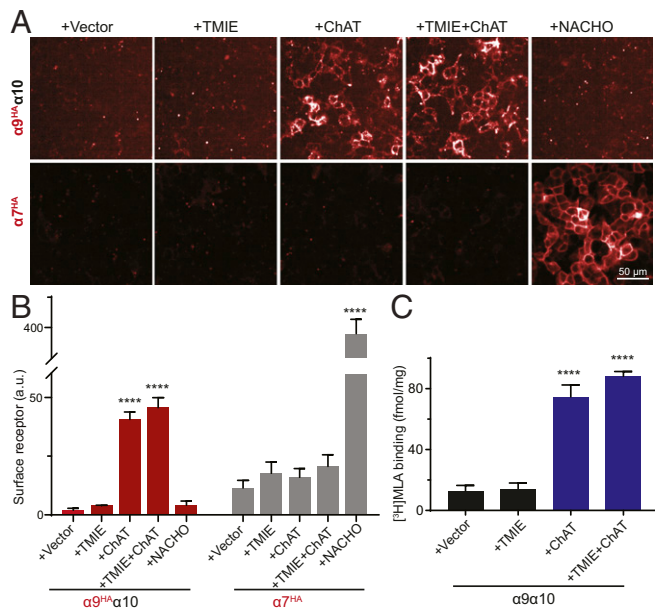 A
+Vector +TMIE +ChAT +TMIE+ChAT +NACHO
α9HAα10
α7HA
50 μm
B
Surface receptor (a.u.)
400
50
0
**** **** ****
+Vector +TMIE +ChAT +TMIE+ChAT +NACHO +Vector +TMIE +ChAT +TMIE+ChAT +NACHO
α9HAα10 α7HA
C
[³H]MLA binding (fmol/mg)
80
40
0
**** ****
+Vector +TMIE +ChAT +TMIE+ChAT
α9α10